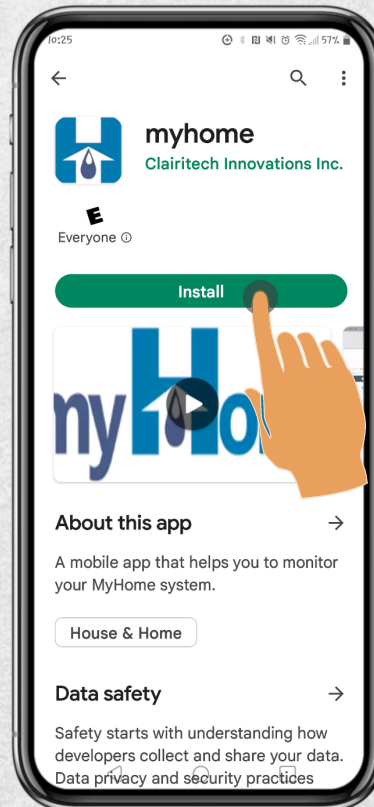 10:25
57%
myhome
Clairitech Innovations Inc.
E
Everyone
Install
my Ho
About this app
A mobile app that helps you to monitor
your MyHome system.
House & Home
Data safety
Safety starts with understanding how
developers collect and share your data.
Data privacy and security practices